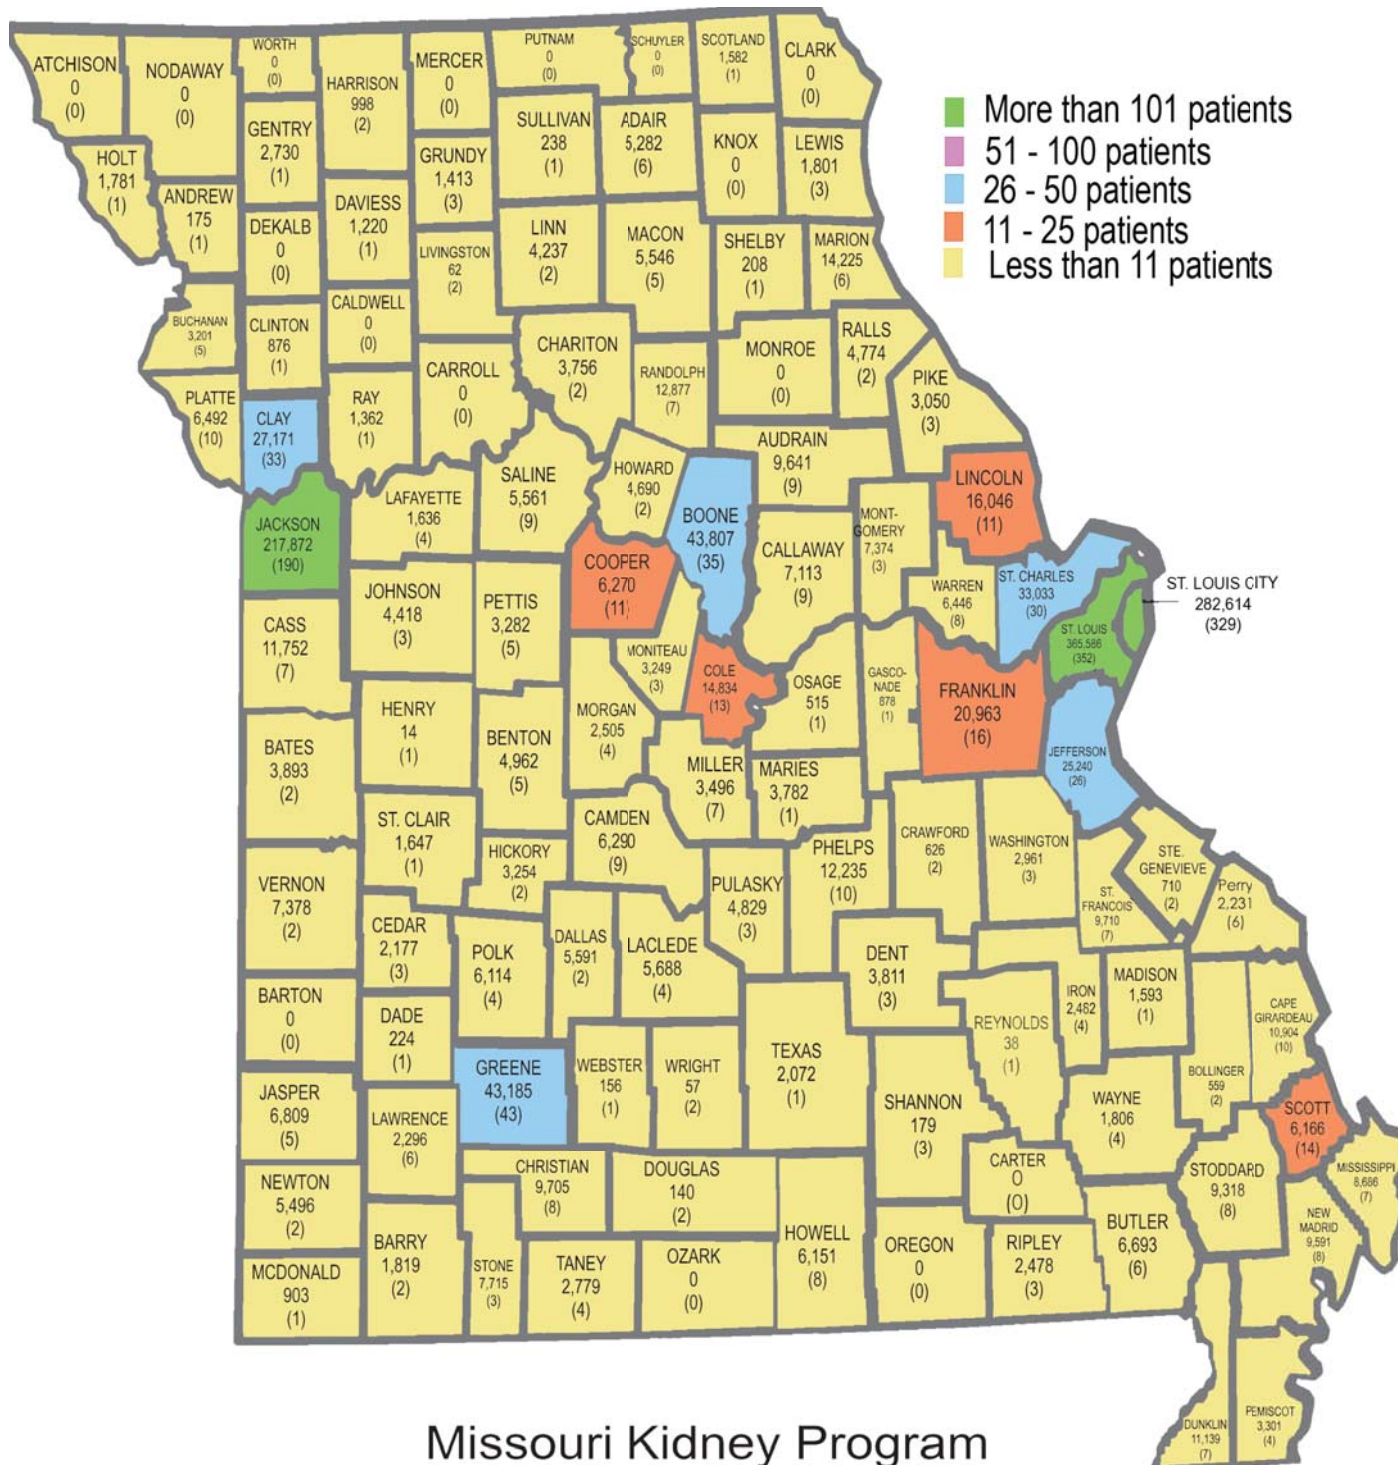 ATCHISON
0
(0)
NODAWAY
0
(0)
WORTH
0
(0)
HARRISON
998
(2)
MERCER
0
(0)
PUTNAM
0
(0)
SCHUYLER
0
(0)
SCOTLAND
1,582
(1)
CLARK
0
(0)
HOLT
1,781
(1)
ANDREW
175
(1)
GENTRY
2,730
(1)
DEKALB
0
(0)
DAVIESS
1,220
(1)
GRUNDY
1,413
(3)
SULLIVAN
238
(1)
ADAIR
5,282
(6)
KNOX
0
(0)
LEWIS
1,801
(3)
More than 101 patients
51 - 100 patients
26 - 50 patients
11 - 25 patients
Less than 11 patients
LIVINGSTON
62
(2)
LINN
4,237
(2)
MACON
5,546
(5)
SHELBY
208
(1)
MARION
14,225
(6)
BUCHANAN
3,201
(5)
CLINTON
876
(1)
CALDWELL
0
(0)
CARROLL
0
(0)
CHARITON
3,756
(2)
RANDOLPH
12,877
(7)
MONROE
0
(0)
RALLS
4,774
(2)
PIKE
3,050
(3)
PLATTE
6,492
(10)
CLAY
27,171
(33)
RAY
1,362
(1)
AUDRAIN
9,641
(9)
LINCOLN
16,046
(11)
JACKSON
217,872
(190)
LAFAYETTE
1,636
(4)
SALINE
5,561
(9)
HOWARD
4,690
(2)
BOONE
43,807
(35)
CALLAWAY
7,113
(9)
MONT-
GOMERY
7,374
(3)
WARREN
6,446
(8)
ST. CHARLES
33,033
(30)
ST. LOUIS CITY
282,614
(329)
ST. LOUIS
365,586
(352)
COOPER
6,270
(11)
CASS
11,752
(7)
JOHNSON
4,418
(3)
PETTIS
3,282
(5)
MONITEAU
3,249
(3)
COLE
14,834
(13)
OSAGE
515
(1)
GASCO-
NADE
878
(1)
FRANKLIN
20,963
(16)
JEFFERSON
25,240
(26)
BATES
3,893
(2)
HENRY
14
(1)
BENTON
4,962
(5)
MORGAN
2,505
(4)
MILLER
3,496
(7)
MARIES
3,782
(1)
ST. CLAIR
1,647
(1)
HICKORY
3,254
(2)
CAMDEN
6,290
(9)
PULASKY
4,829
(3)
PHELPS
12,235
(10)
CRAWFORD
626
(2)
WASHINGTON
2,961
(3)
ST.
FRANCOIS
9,710
(7)
STE.
GENEVIEVE
710
(2)
Perry
2,231
(6)
VERNON
7,378
(2)
CEDAR
2,177
(3)
POLK
6,114
(4)
DALLAS
5,591
(2)
LACLEDE
5,688
(4)
DENT
3,811
(3)
IRON
2,462
(4)
MADISON
1,593
(1)
CAPE
GIRARDEAU
10,904
(10)
BARTON
0
(0)
DADE
224
(1)
GREENE
43,185
(43)
WEBSTER
156
(1)
WRIGHT
57
(2)
TEXAS
2,072
(1)
REYNOLDS
38
(1)
BOLLINGER
559
(2)
JASPER
6,809
(5)
LAWRENCE
2,296
(6)
SHANNON
179
(3)
WAYNE
1,806
(4)
SCOTT
6,166
(14)
NEWTON
5,496
(2)
CHRISTIAN
9,705
(8)
DOUGLAS
140
(2)
CARTER
0
(0)
STODDARD
9,318
(8)
MISSISSIPPI
8,686
(7)
MCDONALD
903
(1)
BARRY
1,819
(2)
STONE
7,715
(3)
TANEY
2,779
(4)
OZARK
0
(0)
HOWELL
6,151
(8)
OREGON
0
(0)
RIPLEY
2,478
(3)
BUTLER
6,693
(6)
NEW
MADRID
9,591
(8)
DUNKLIN
11,139
(7)
PEMISCOT
3,301
(4)
Missouri Kidney Program